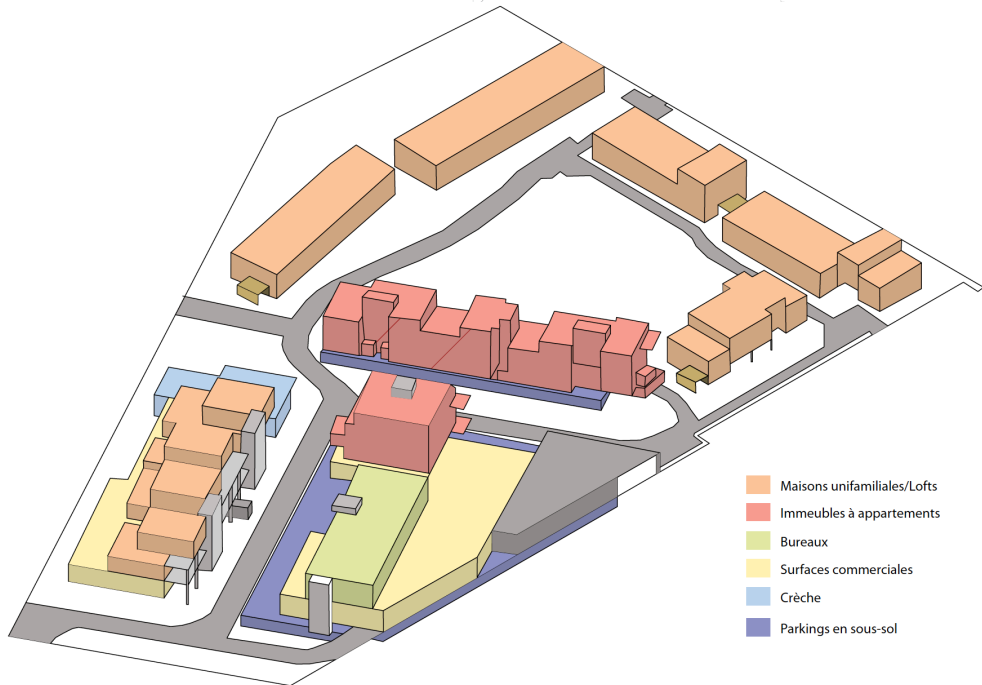 Maisons unifamiliales/Lofts
Immeubles à appartements
Bureaux
Surfaces commerciales
Crèche
Parkings en sous-sol